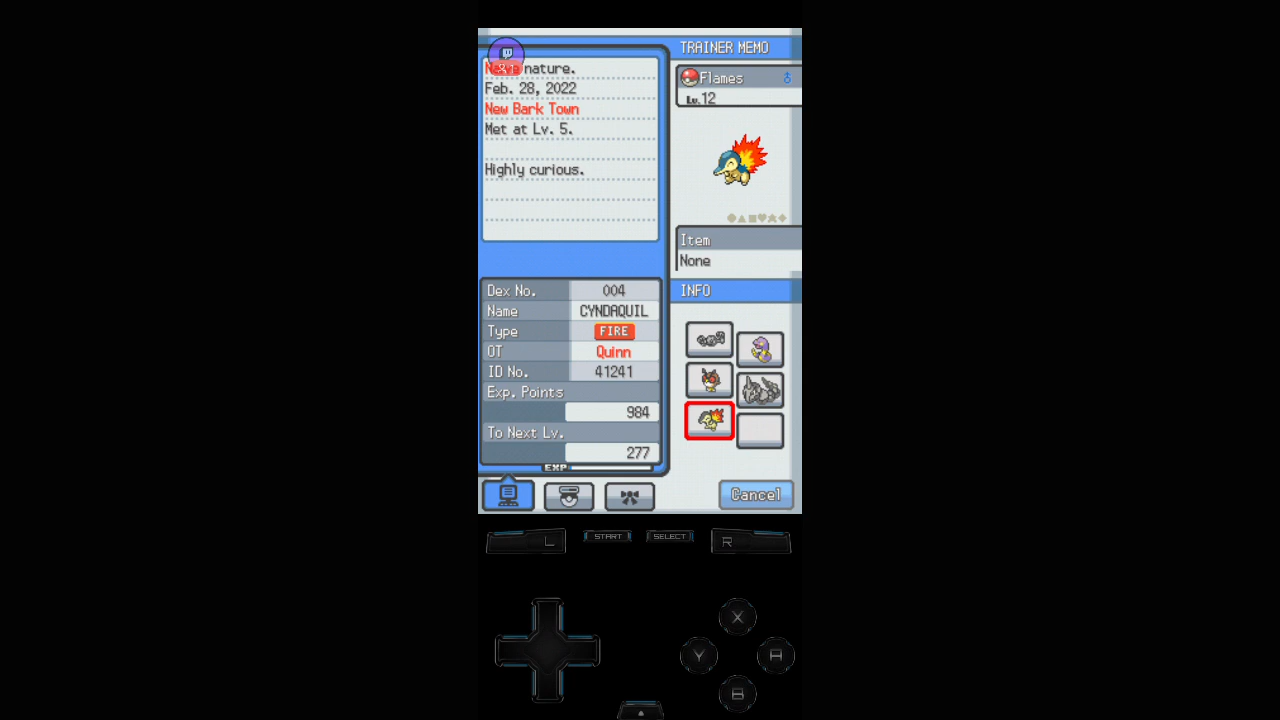 nature.
Feb. 28, 2022
New Bark Town
Met at Lv. 5.
Highly curious.
TRAINER MEMO
Flames ♂
Lv. 12
Item
None
Dex No. 004
Name CYNDAQUIL
Type FIRE
OT Quinn
ID No. 41241
Exp. Points
984
To Next Lv.
277
EXP
INFO
Cancel
L START SELECT R
X
Y A
B